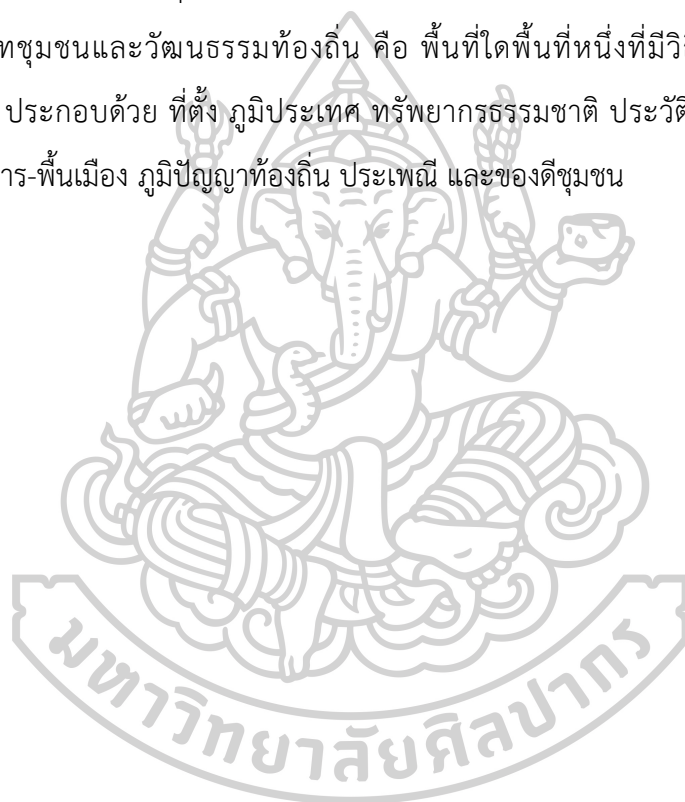 ทชุมชนและวัฒนธรรมท้องถิ่น คือ พื้นที่ใดพื้นที่หนึ่งที่มีวิ
ประกอบด้วย ที่ตั้ง ภูมิประเทศ ทรัพยากรธรรมชาติ ประวัติ
าร-พื้นเมือง ภูมิปัญญาท้องถิ่น ประเพณี และของดีชุมชน
มหาวิทยาลัยศิลปากร